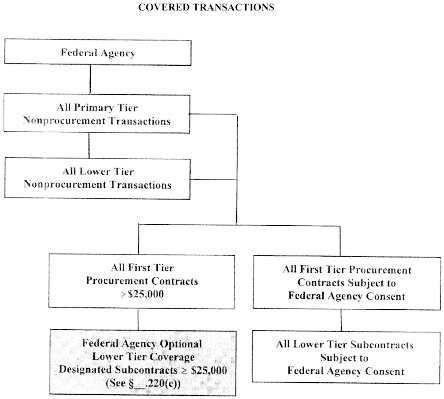 COVERED TRANSACTIONS
Federal Agency
All Primary Tier
Nonprocurement Transactions
All Lower Tier
Nonprocurement Transactions
All First Tier
Procurement Contracts
>$25,000
All First Tier Procurement
Contracts Subject to
Federal Agency Consent
Federal Agency Optional
Lower Tier Coverage
Designated Subcontracts ≥ $25,000
(See §__.220(c))
All Lower Tier Subcontracts
Subject to
Federal Agency Consent